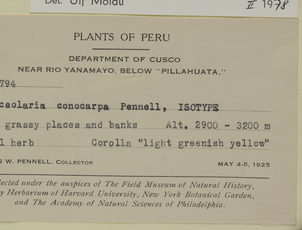 Det. Ulf Molau II 1978
PLANTS OF PERU
DEPARTMENT OF CUSCO
NEAR RIO YANAMAYO, BELOW "PILLAHUATA,"
794
ceolaria conocarpa Pennell, ISOTYPE
grassy places and banks Alt. 2900 - 3200 m
l herb Corolla "light greenish yellow"
S W. PENNELL, COLLECTOR MAY 4-5, 1925
lected under the auspices of The Field Museum of Natural History,
y Herbarium of Harvard University, New York Botanical Garden,
and The Academy of Natural Sciences of Philadelphia.